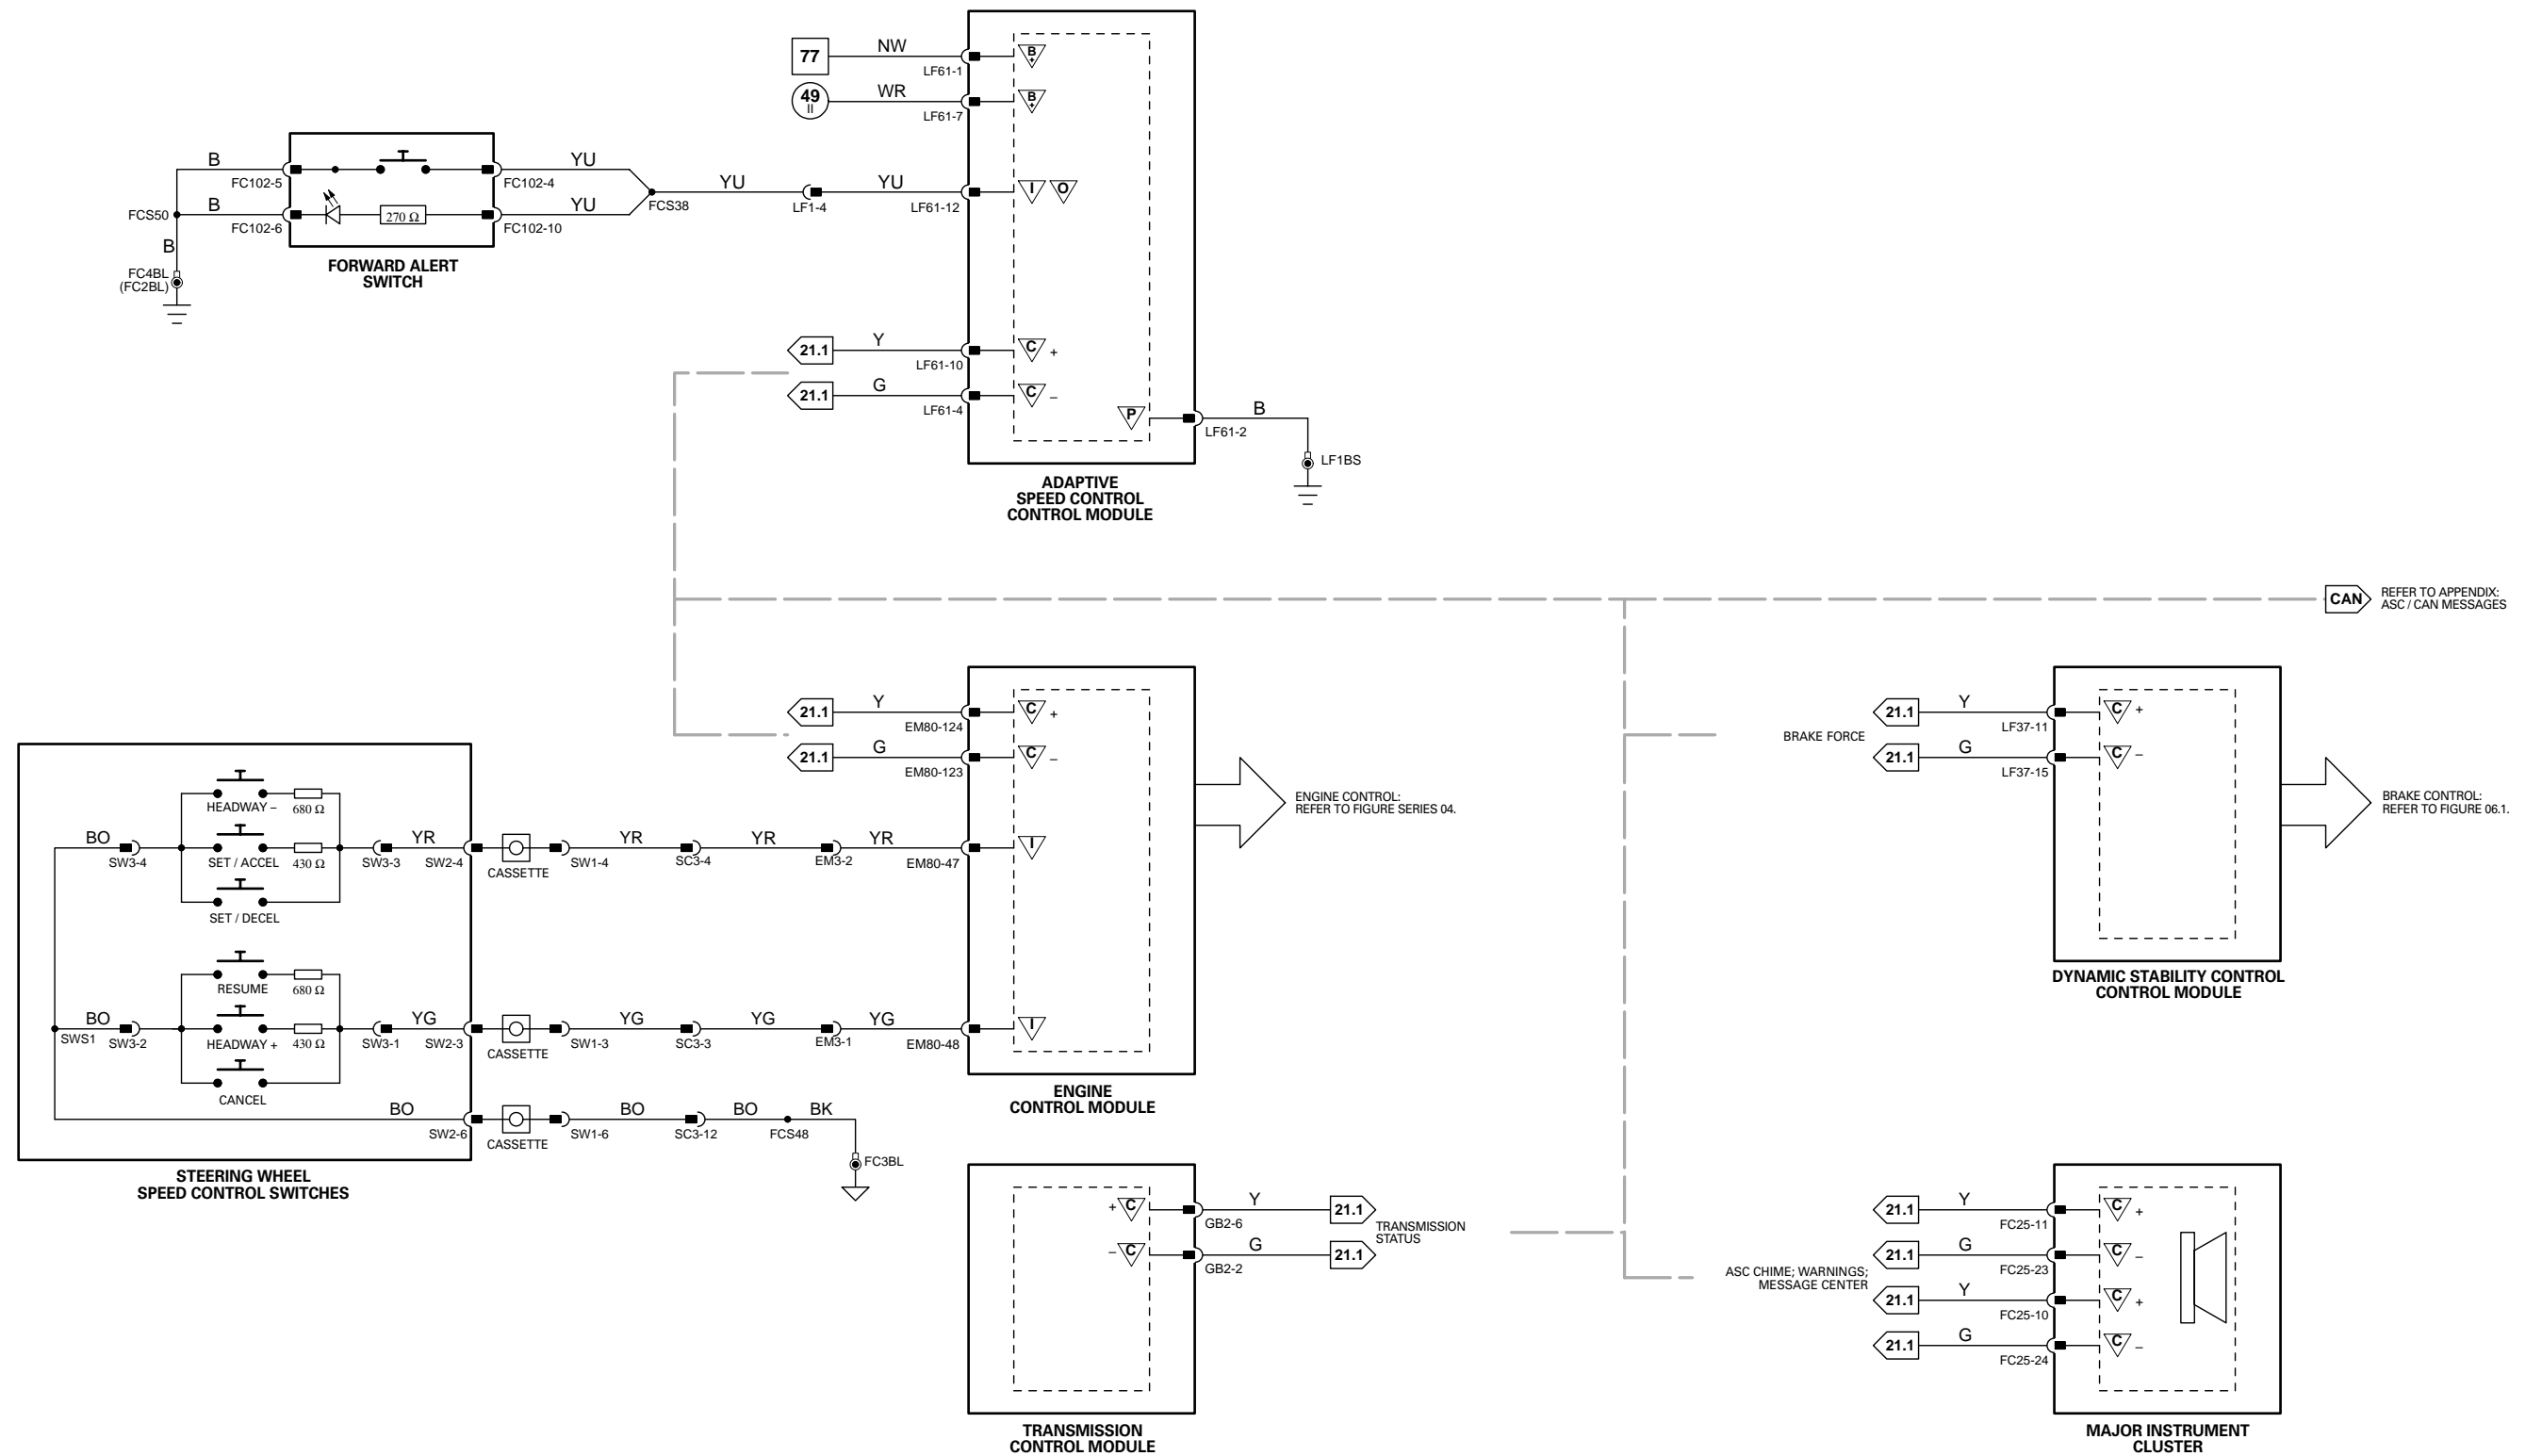 77
NW
LF61-1
B
+
49
II
WR
LF61-7
B
+
B
FC102-5
FC102-4
YU
FCS50
B
FC102-6
270 Ω
FC102-10
YU
FCS38
YU
LF1-4
YU
LF61-12
I
O
B
FC4BL
(FC2BL)
FORWARD ALERT
SWITCH
21.1
Y
LF61-10
C
+
21.1
G
LF61-4
C
–
P
LF61-2
B
LF1BS
ADAPTIVE
SPEED CONTROL
CONTROL MODULE
CAN
REFER TO APPENDIX:
ASC / CAN MESSAGES
21.1
Y
EM80-124
C
+
21.1
G
EM80-123
C
–
ENGINE CONTROL:
REFER TO FIGURE SERIES 04.
BRAKE FORCE
21.1
Y
LF37-11
C
+
21.1
G
LF37-15
C
–
BRAKE CONTROL:
REFER TO FIGURE 06.1.
DYNAMIC STABILITY CONTROL
CONTROL MODULE
HEADWAY –
680 Ω
BO
SW3-4
SET / ACCEL
430 Ω
SW3-3
YR
SW2-4
CASSETTE
SW1-4
YR
SC3-4
YR
EM3-2
YR
EM80-47
I
SET / DECEL
RESUME
680 Ω
BO
SWS1
SW3-2
HEADWAY +
430 Ω
SW3-1
YG
SW2-3
CASSETTE
SW1-3
YG
SC3-3
YG
EM3-1
YG
EM80-48
I
CANCEL
BO
SW2-6
CASSETTE
SW1-6
BO
SC3-12
BO
FCS48
BK
FC3BL
STEERING WHEEL
SPEED CONTROL SWITCHES
ENGINE
CONTROL MODULE
+
C
GB2-6
Y
21.1
–
C
GB2-2
G
21.1
TRANSMISSION
STATUS
TRANSMISSION
CONTROL MODULE
ASC CHIME; WARNINGS;
MESSAGE CENTER
21.1
Y
FC25-11
C
+
21.1
G
FC25-23
C
–
21.1
Y
FC25-10
C
+
21.1
G
FC25-24
C
–
MAJOR INSTRUMENT
CLUSTER